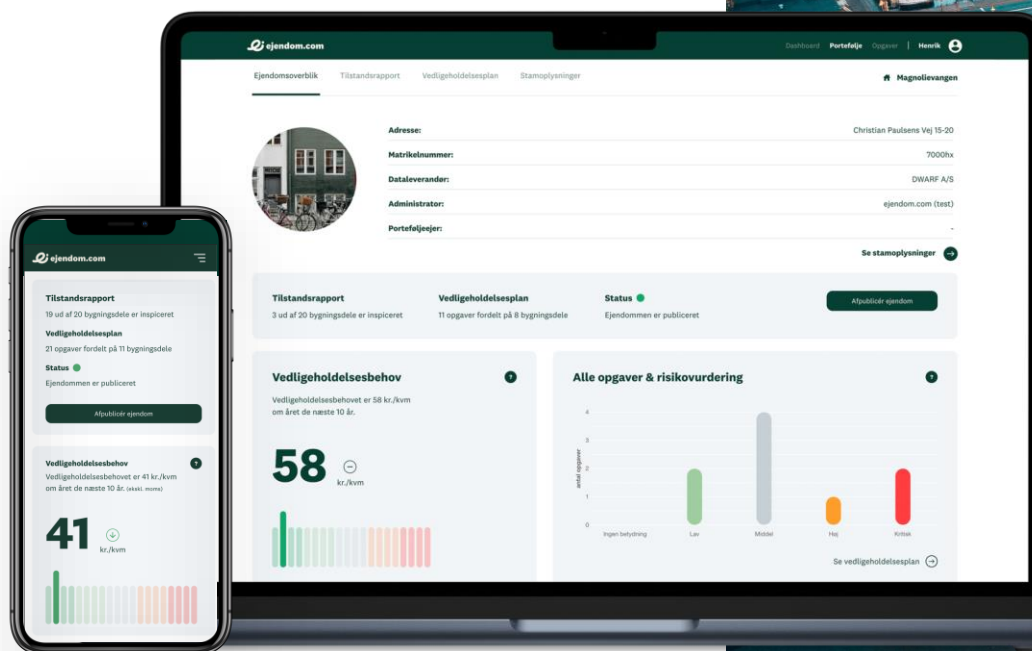 ejendom.com
Dashboard Portefølje Opgaver | Henrik
Ejendomsoverblik Tilstandsrapport Vedligeholdelsesplan Stamoplysninger
Magnolievangen
Adresse: Christian Paulsens Vej 15-20
Matrikelnummer: 7000hx
Dataleverandør: DWARF A/S
Administrator: ejendom.com (test)
Porteføljeejer: -
Se stamoplysninger
Tilstandsrapport
3 ud af 20 bygningsdele er inspiceret
Vedligeholdelsesplan
11 opgaver fordelt på 8 bygningsdele
Status
Ejendommen er publiceret
Afpublicér ejendom
Vedligeholdelsesbehov ?
Vedligeholdelsesbehovet er 58 kr./kvm
om året de næste 10 år.
58
kr./kvm
Alle opgaver & risikovurdering ?
antal opgaver
4
3
2
1
0
Ingen betydning Lav Middel Høj Kritisk
Se vedligeholdelsesplan
ejendom.com
Tilstandsrapport
19 ud af 20 bygningsdele er inspiceret
Vedligeholdelsesplan
21 opgaver fordelt på 11 bygningsdele
Status
Ejendommen er publiceret
Afpublicér ejendom
Vedligeholdelsesbehov ?
Vedligeholdelsesbehovet er 41 kr./kvm
om året de næste 10 år. (ekskl. moms)
41
kr./kvm